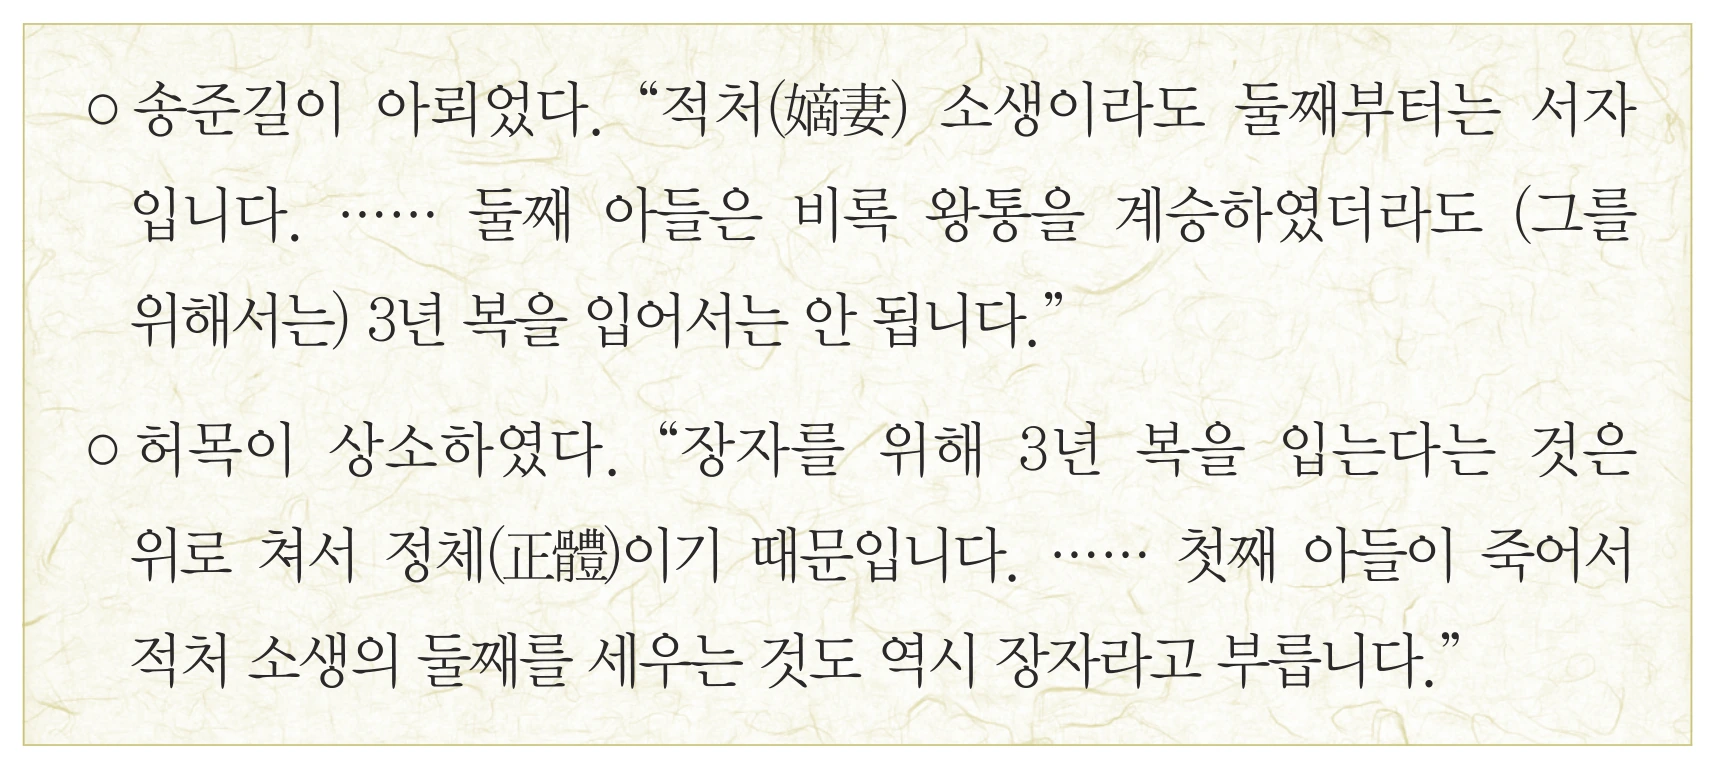 ○ 송준길이 아뢰었다. “적처(嫡妻) 소생이라도 둘째부터는 서자
입니다. …… 둘째 아들은 비록 왕통을 계승하였더라도 (그를
위해서는) 3년 복을 입어서는 안 됩니다.”
○ 허목이 상소하였다. “장자를 위해 3년 복을 입는다는 것은
위로 쳐서 정체(正體)이기 때문입니다. …… 첫째 아들이 죽어서
적처 소생의 둘째를 세우는 것도 역시 장자라고 부릅니다.”